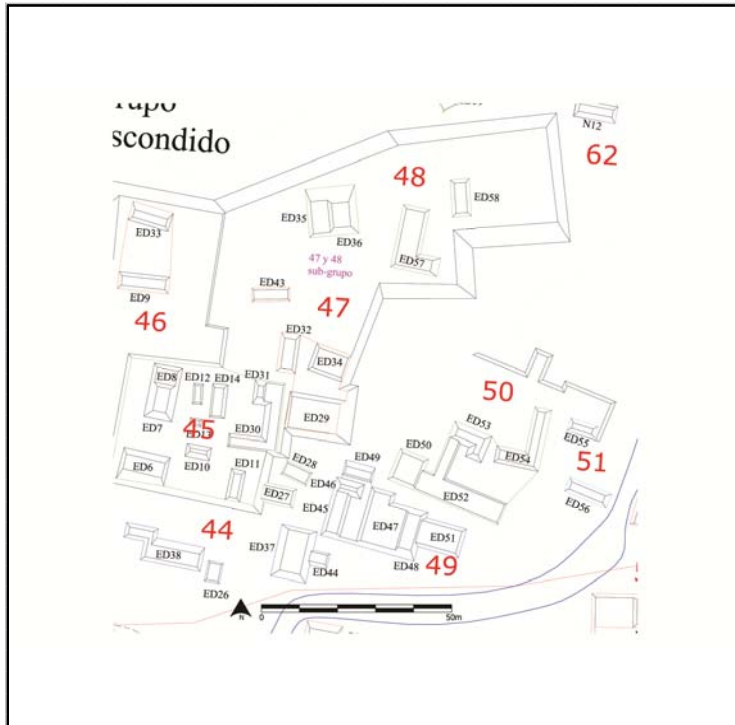 scondido
N12
62
48
ED58
ED35
ED36
ED33
ED57
47 y 48
sub-grupo
ED9
ED43
47
46
ED32
ED34
ED31
ED8
ED12
ED14
50
ED29
ED7
45
ED30
ED53
ED55
ED10
ED50
ED54
51
ED6
ED11
ED28
ED49
ED46
ED27
ED52
ED56
ED45
44
ED47
ED51
ED37
ED38
ED44
ED48
49
ED26
N
0
50m